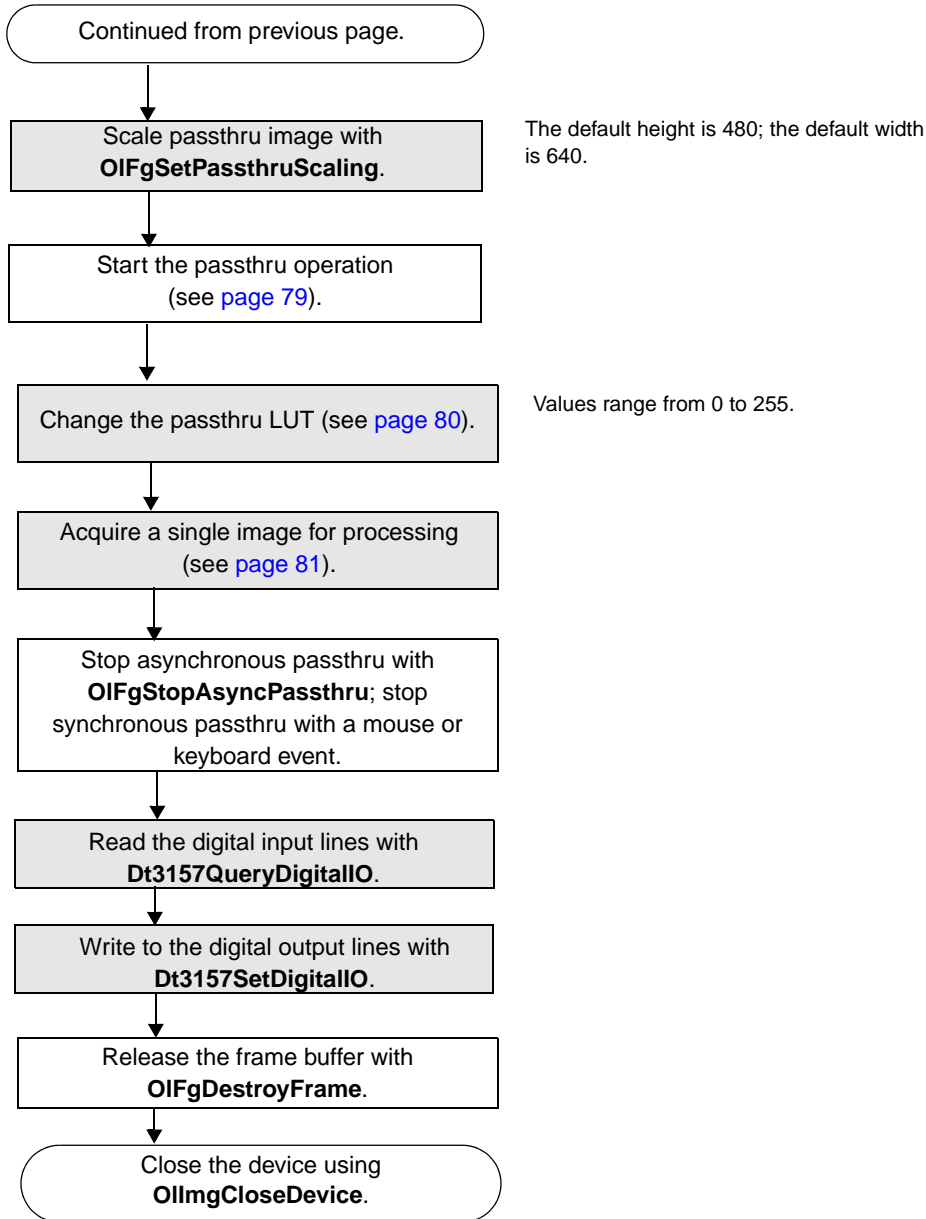 Continued from previous page.
Scale passthru image with
OlFgSetPassthruScaling.
The default height is 480; the default width
is 640.
Start the passthru operation
(see page 79).
Change the passthru LUT (see page 80).
Values range from 0 to 255.
Acquire a single image for processing
(see page 81).
Stop asynchronous passthru with
OlFgStopAsyncPassthru; stop
synchronous passthru with a mouse or
keyboard event.
Read the digital input lines with
Dt3157QueryDigitalIO.
Write to the digital output lines with
Dt3157SetDigitalIO.
Release the frame buffer with
OlFgDestroyFrame.
Close the device using
OlImgCloseDevice.